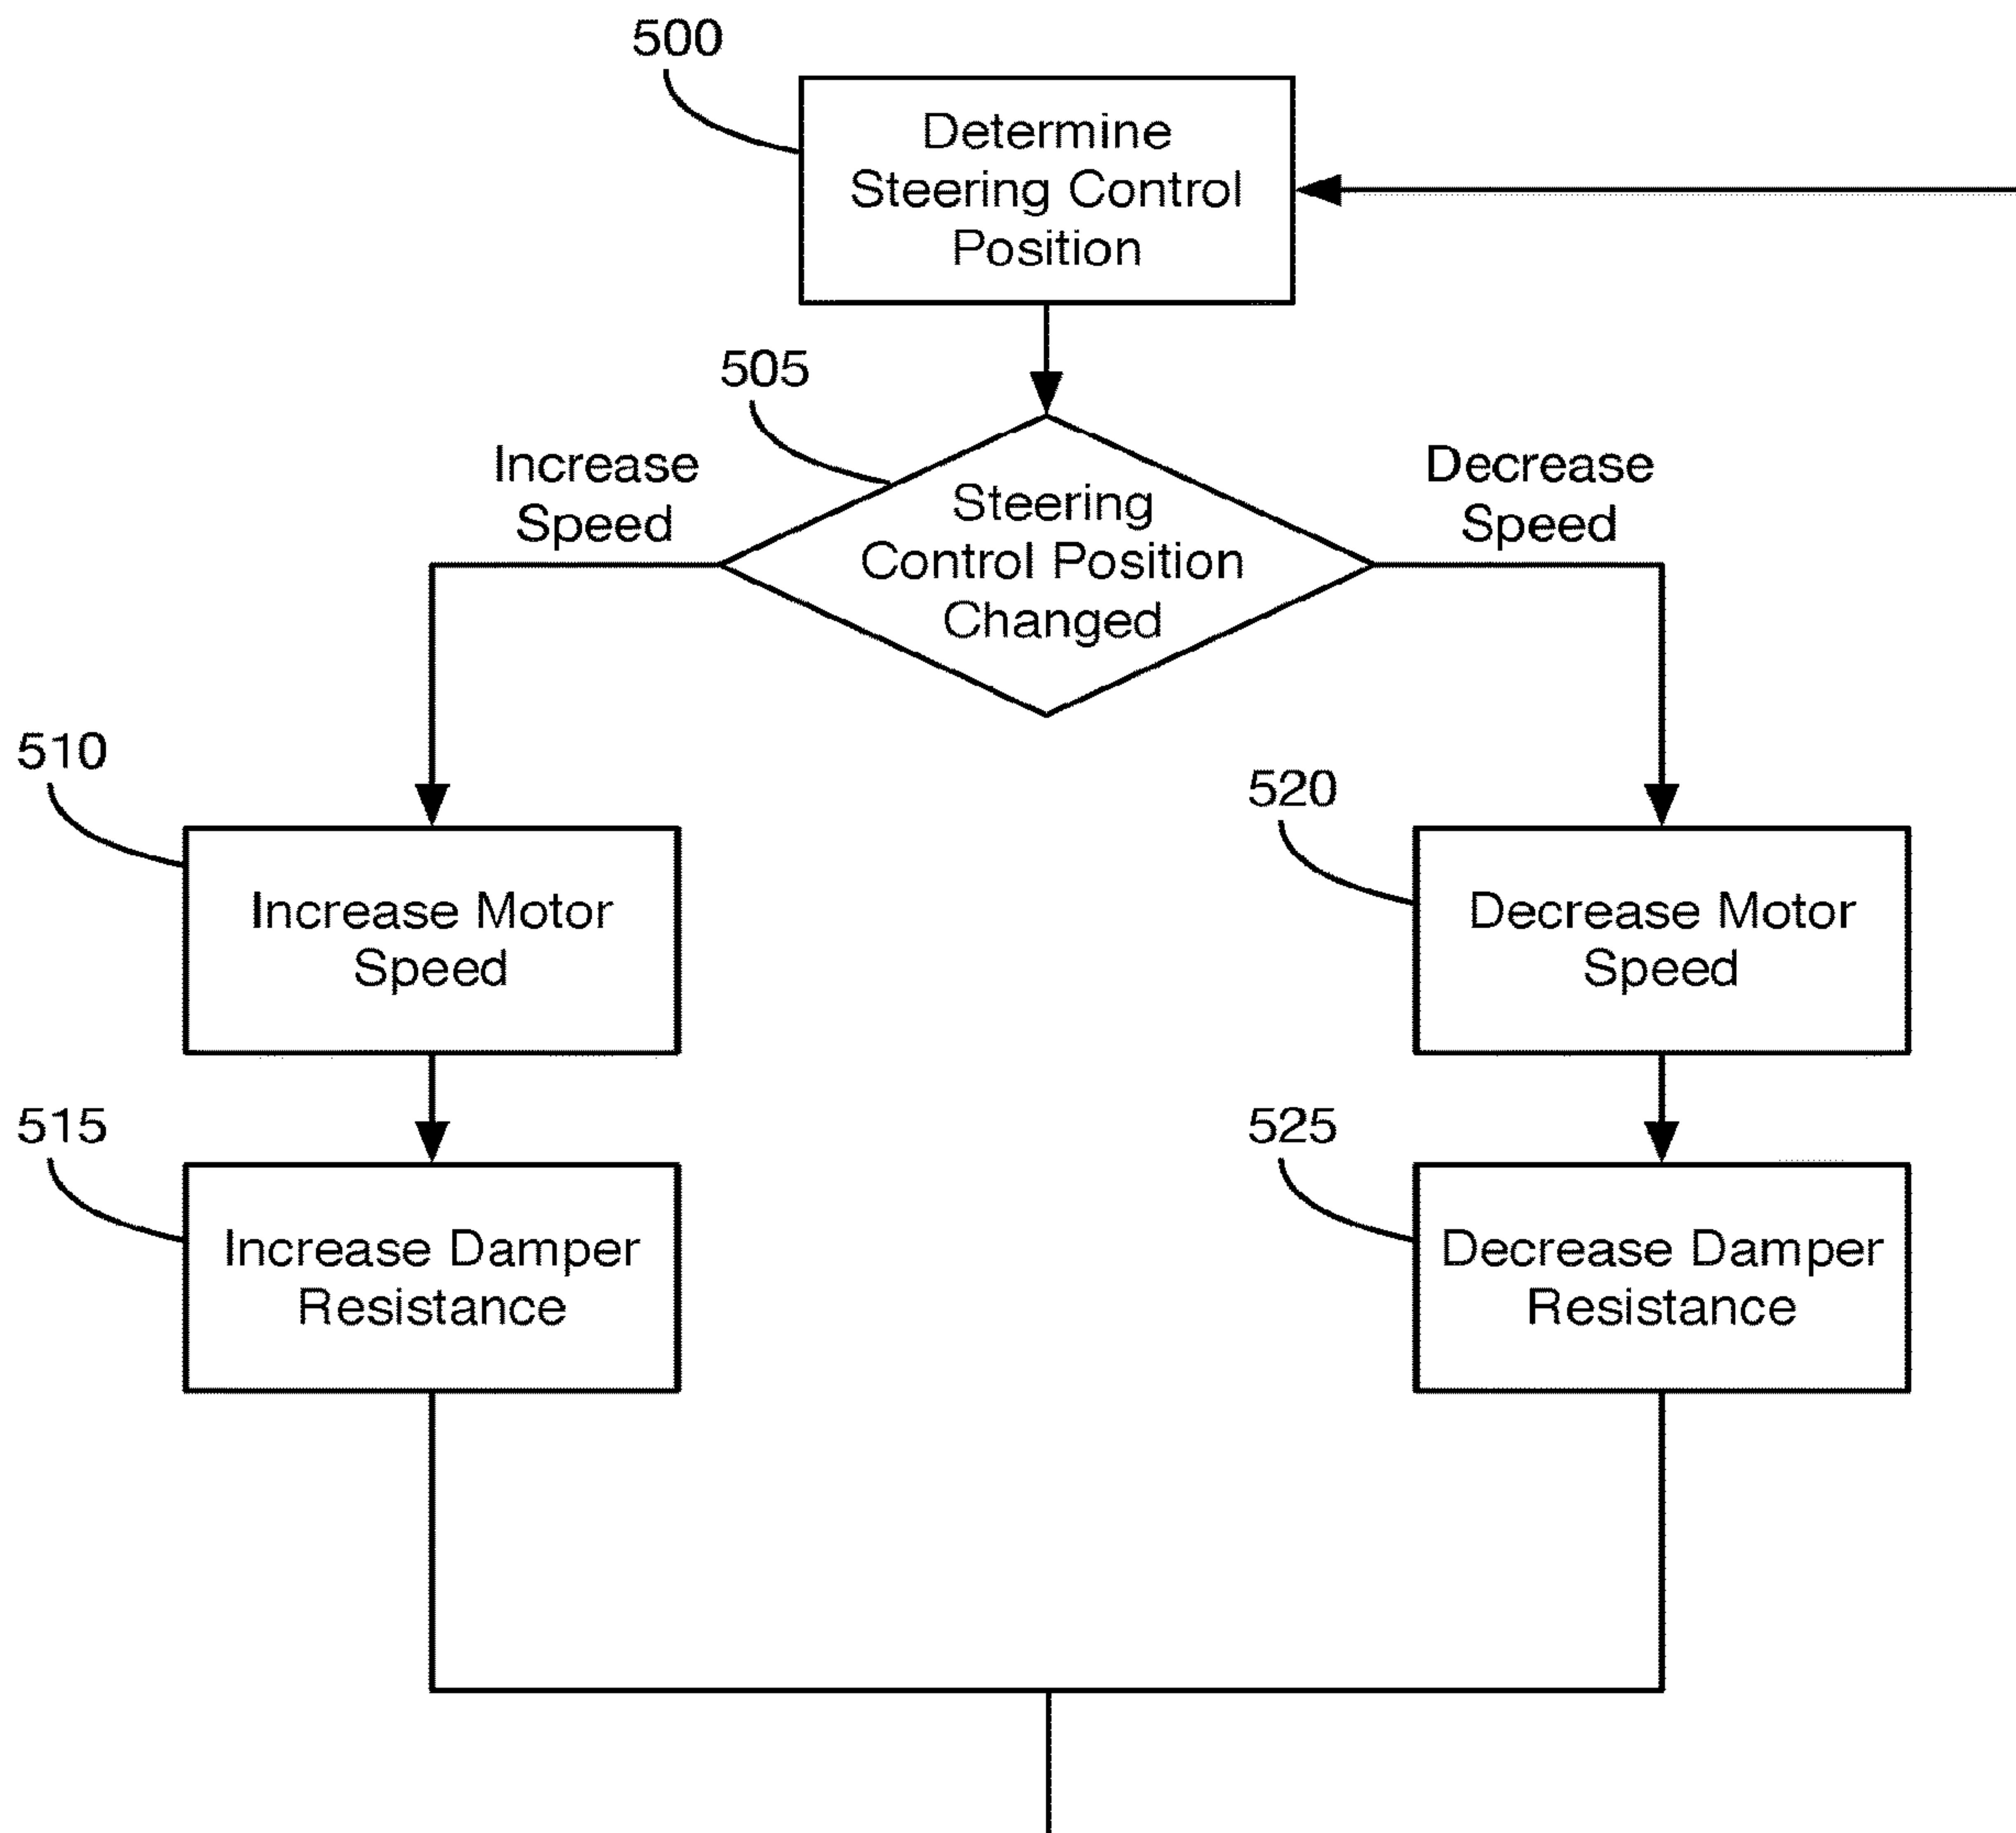 500
Determine
Steering Control
Position
505
Increase
Speed
Steering
Control Position
Changed
Decrease
Speed
510
Increase Motor
Speed
520
Decrease Motor
Speed
515
Increase Damper
Resistance
525
Decrease Damper
Resistance